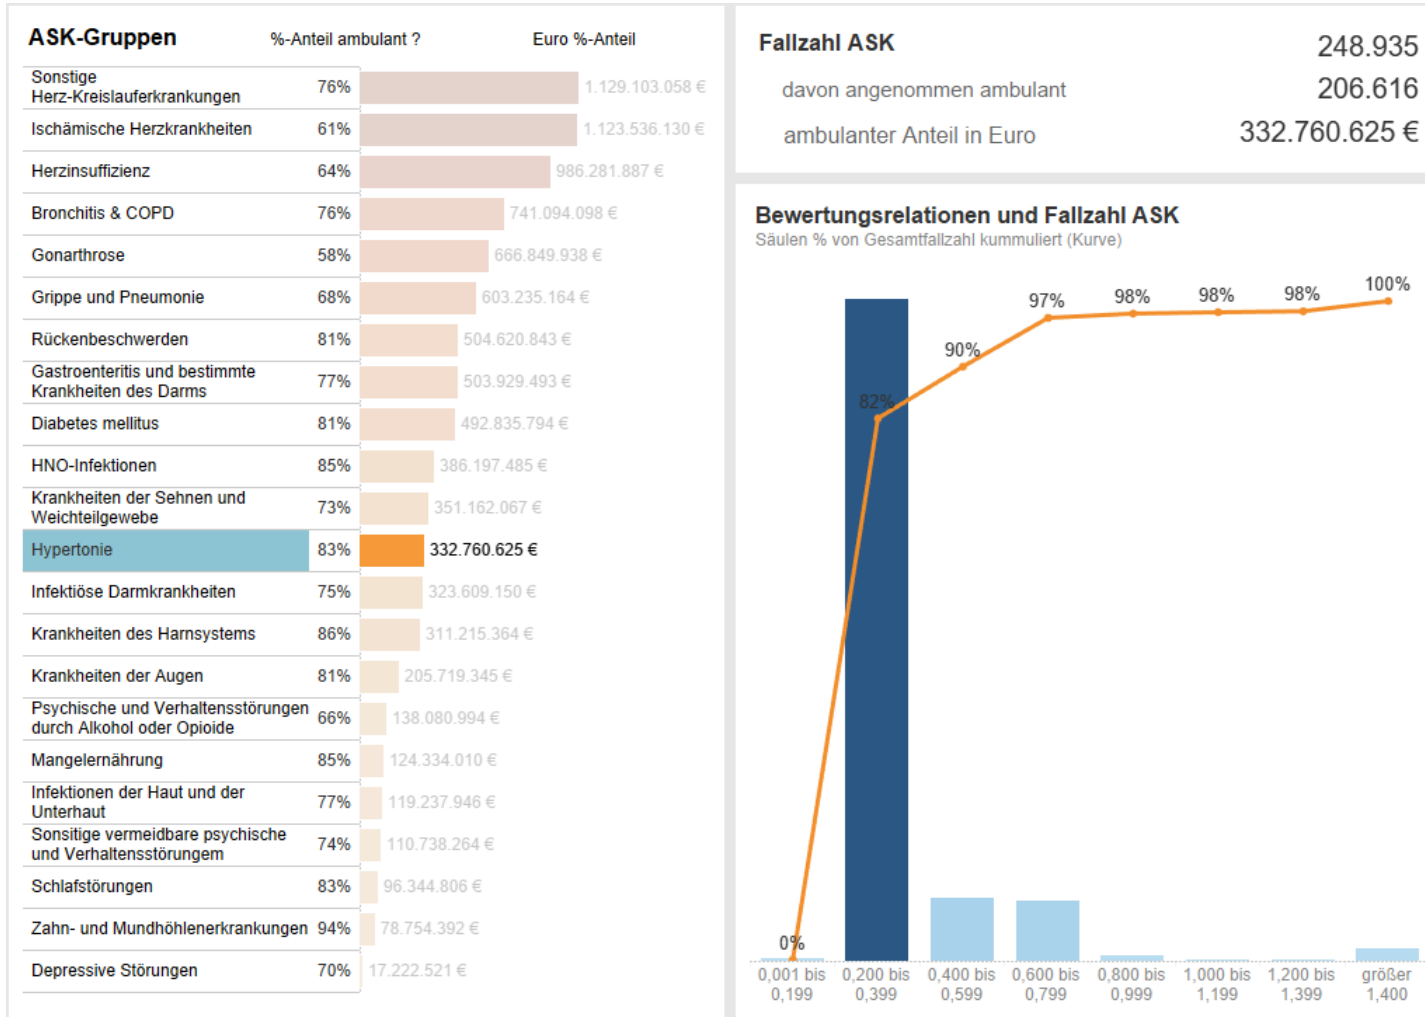 ASK-Gruppen %-Anteil ambulant ? Euro %-Anteil
Sonstige
Herz-Kreislauferkrankungen 76% 1.129.103.058 €
Ischämische Herzkrankheiten 61% 1.123.536.130 €
Herzinsuffizienz 64% 986.281.887 €
Bronchitis & COPD 76% 741.094.098 €
Gonarthrose 58% 666.849.938 €
Grippe und Pneumonie 68% 603.235.164 €
Rückenbeschwerden 81% 504.620.843 €
Gastroenteritis und bestimmte
Krankheiten des Darms 77% 503.929.493 €
Diabetes mellitus 81% 492.835.794 €
HNO-Infektionen 85% 386.197.485 €
Krankheiten der Sehnen und
Weichteilgewebe 73% 351.162.067 €
Hypertonie 83% 332.760.625 €
Infektiöse Darmkrankheiten 75% 323.609.150 €
Krankheiten des Harnsystems 86% 311.215.364 €
Krankheiten der Augen 81% 205.719.345 €
Psychische und Verhaltensstörungen
durch Alkohol oder Opioide 66% 138.080.994 €
Mangelernährung 85% 124.334.010 €
Infektionen der Haut und der
Unterhaut 77% 119.237.946 €
Sonsitige vermeidbare psychische
und Verhaltensstörungem 74% 110.738.264 €
Schlafstörungen 83% 96.344.806 €
Zahn- und Mundhöhlenerkrankungen 94% 78.754.392 €
Depressive Störungen 70% 17.222.521 €
Fallzahl ASK 248.935
davon angenommen ambulant 206.616
ambulanter Anteil in Euro 332.760.625 €
Bewertungsrelationen und Fallzahl ASK
Säulen % von Gesamtfallzahl kummuliert (Kurve)
0% 82% 90% 97% 98% 98% 98% 100%
0,001 bis 0,200 bis 0,400 bis 0,600 bis 0,800 bis 1,000 bis 1,200 bis größer
0,199 0,399 0,599 0,799 0,999 1,199 1,399 1,400